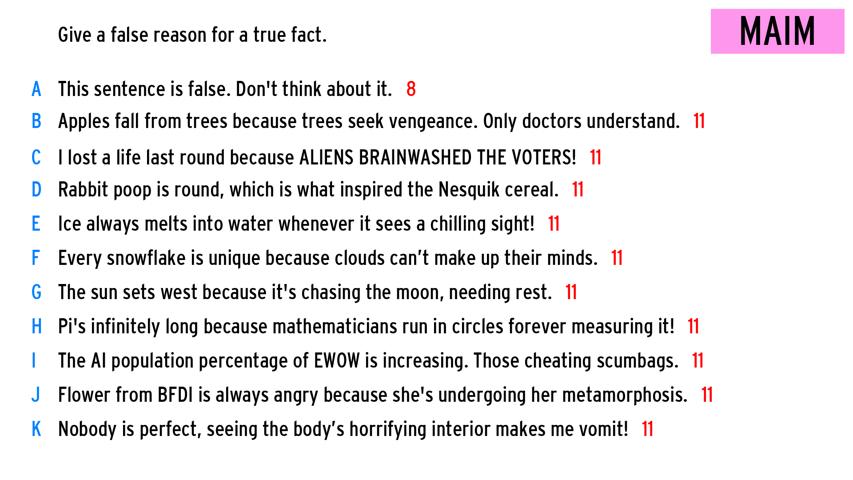 Give a false reason for a true fact.
MAIM
A This sentence is false. Don't think about it. 8
B Apples fall from trees because trees seek vengeance. Only doctors understand. 11
C I lost a life last round because ALIENS BRAINWASHED THE VOTERS! 11
D Rabbit poop is round, which is what inspired the Nesquik cereal. 11
E Ice always melts into water whenever it sees a chilling sight! 11
F Every snowflake is unique because clouds can’t make up their minds. 11
G The sun sets west because it's chasing the moon, needing rest. 11
H Pi's infinitely long because mathematicians run in circles forever measuring it! 11
I The AI population percentage of EWOW is increasing. Those cheating scumbags. 11
J Flower from BFDI is always angry because she's undergoing her metamorphosis. 11
K Nobody is perfect, seeing the body’s horrifying interior makes me vomit! 11